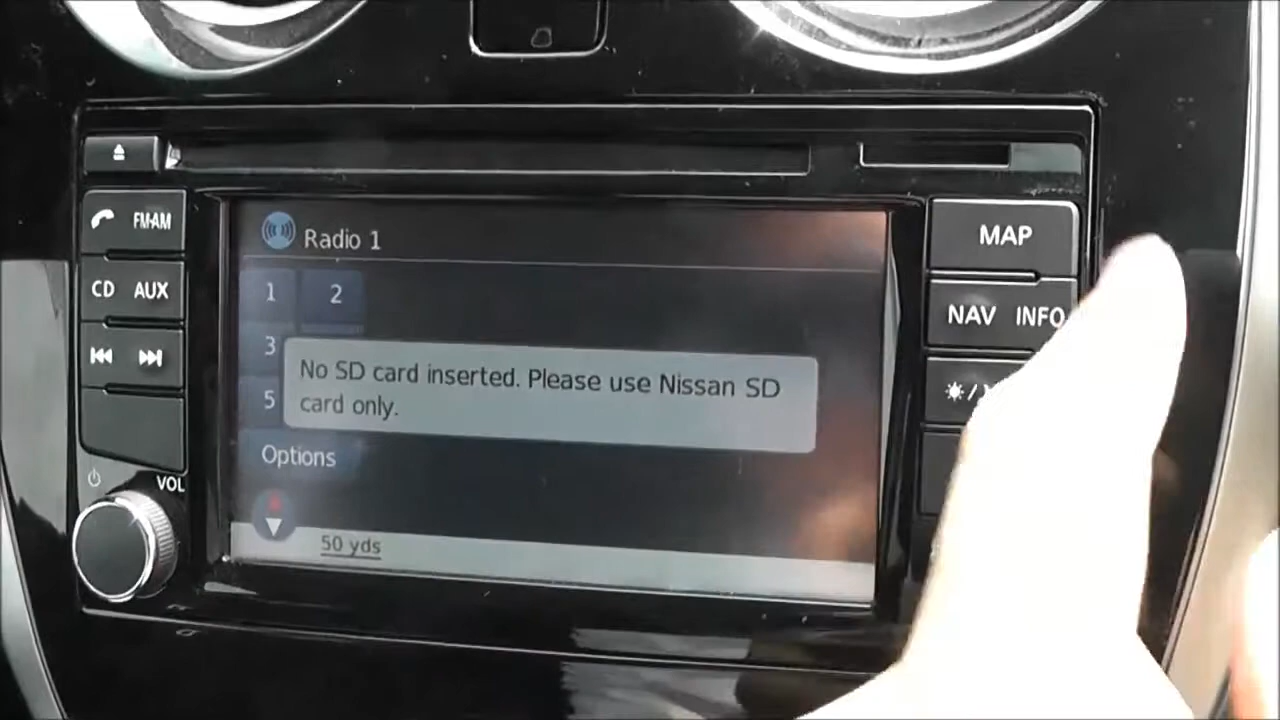 FM·AM
CD AUX
VOL
Radio 1
1 2
3
5
No SD card inserted. Please use Nissan SD
card only.
Options
50 yds
MAP
NAV INFO